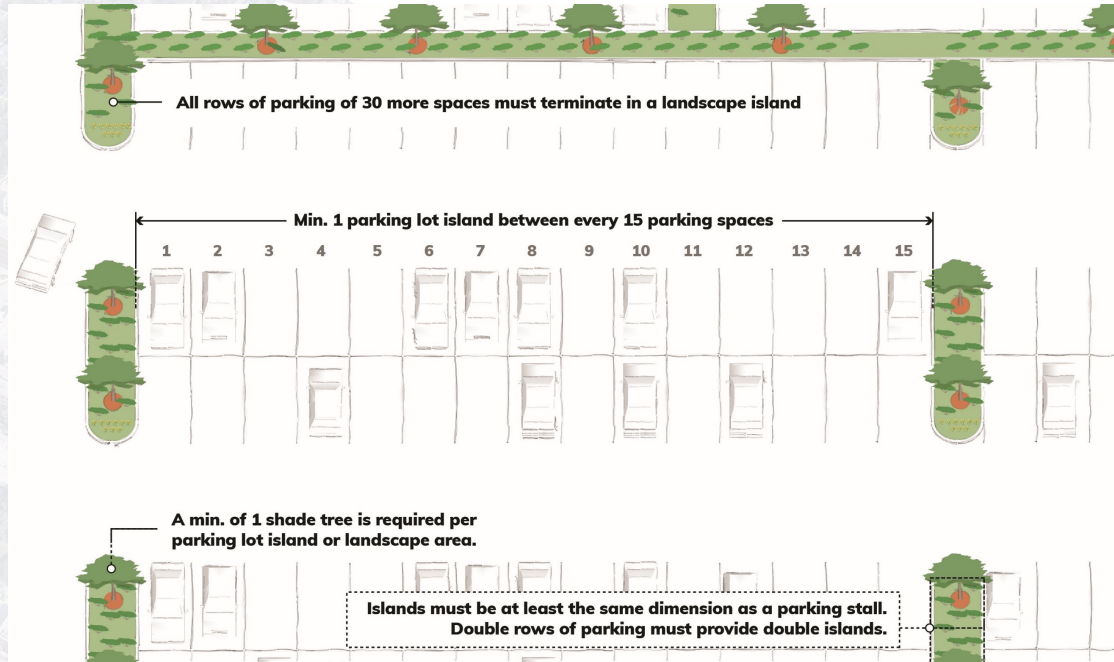 All rows of parking of 30 more spaces must terminate in a landscape island
Min. 1 parking lot island between every 15 parking spaces
1 2 3 4 5 6 7 8 9 10 11 12 13 14 15
A min. of 1 shade tree is required per
parking lot island or landscape area.
Islands must be at least the same dimension as a parking stall.
Double rows of parking must provide double islands.